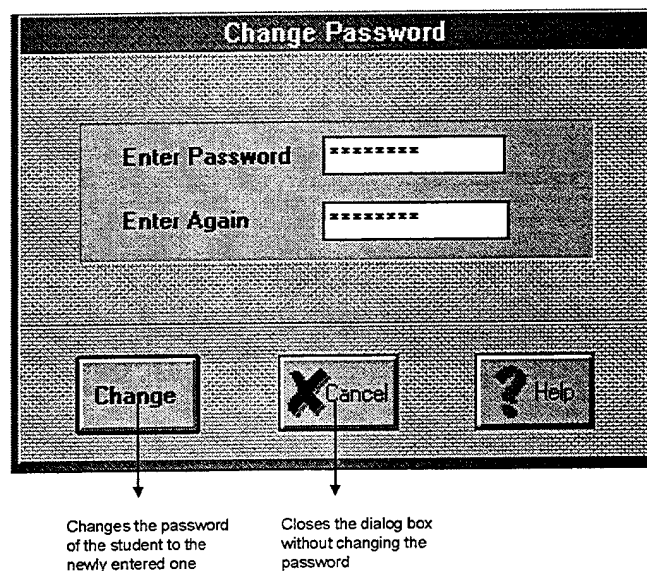 Change Password
Enter Password ********
Enter Again ********
Change Cancel ? Help
Changes the password
of the student to the
newly entered one
Closes the dialog box
without changing the
password